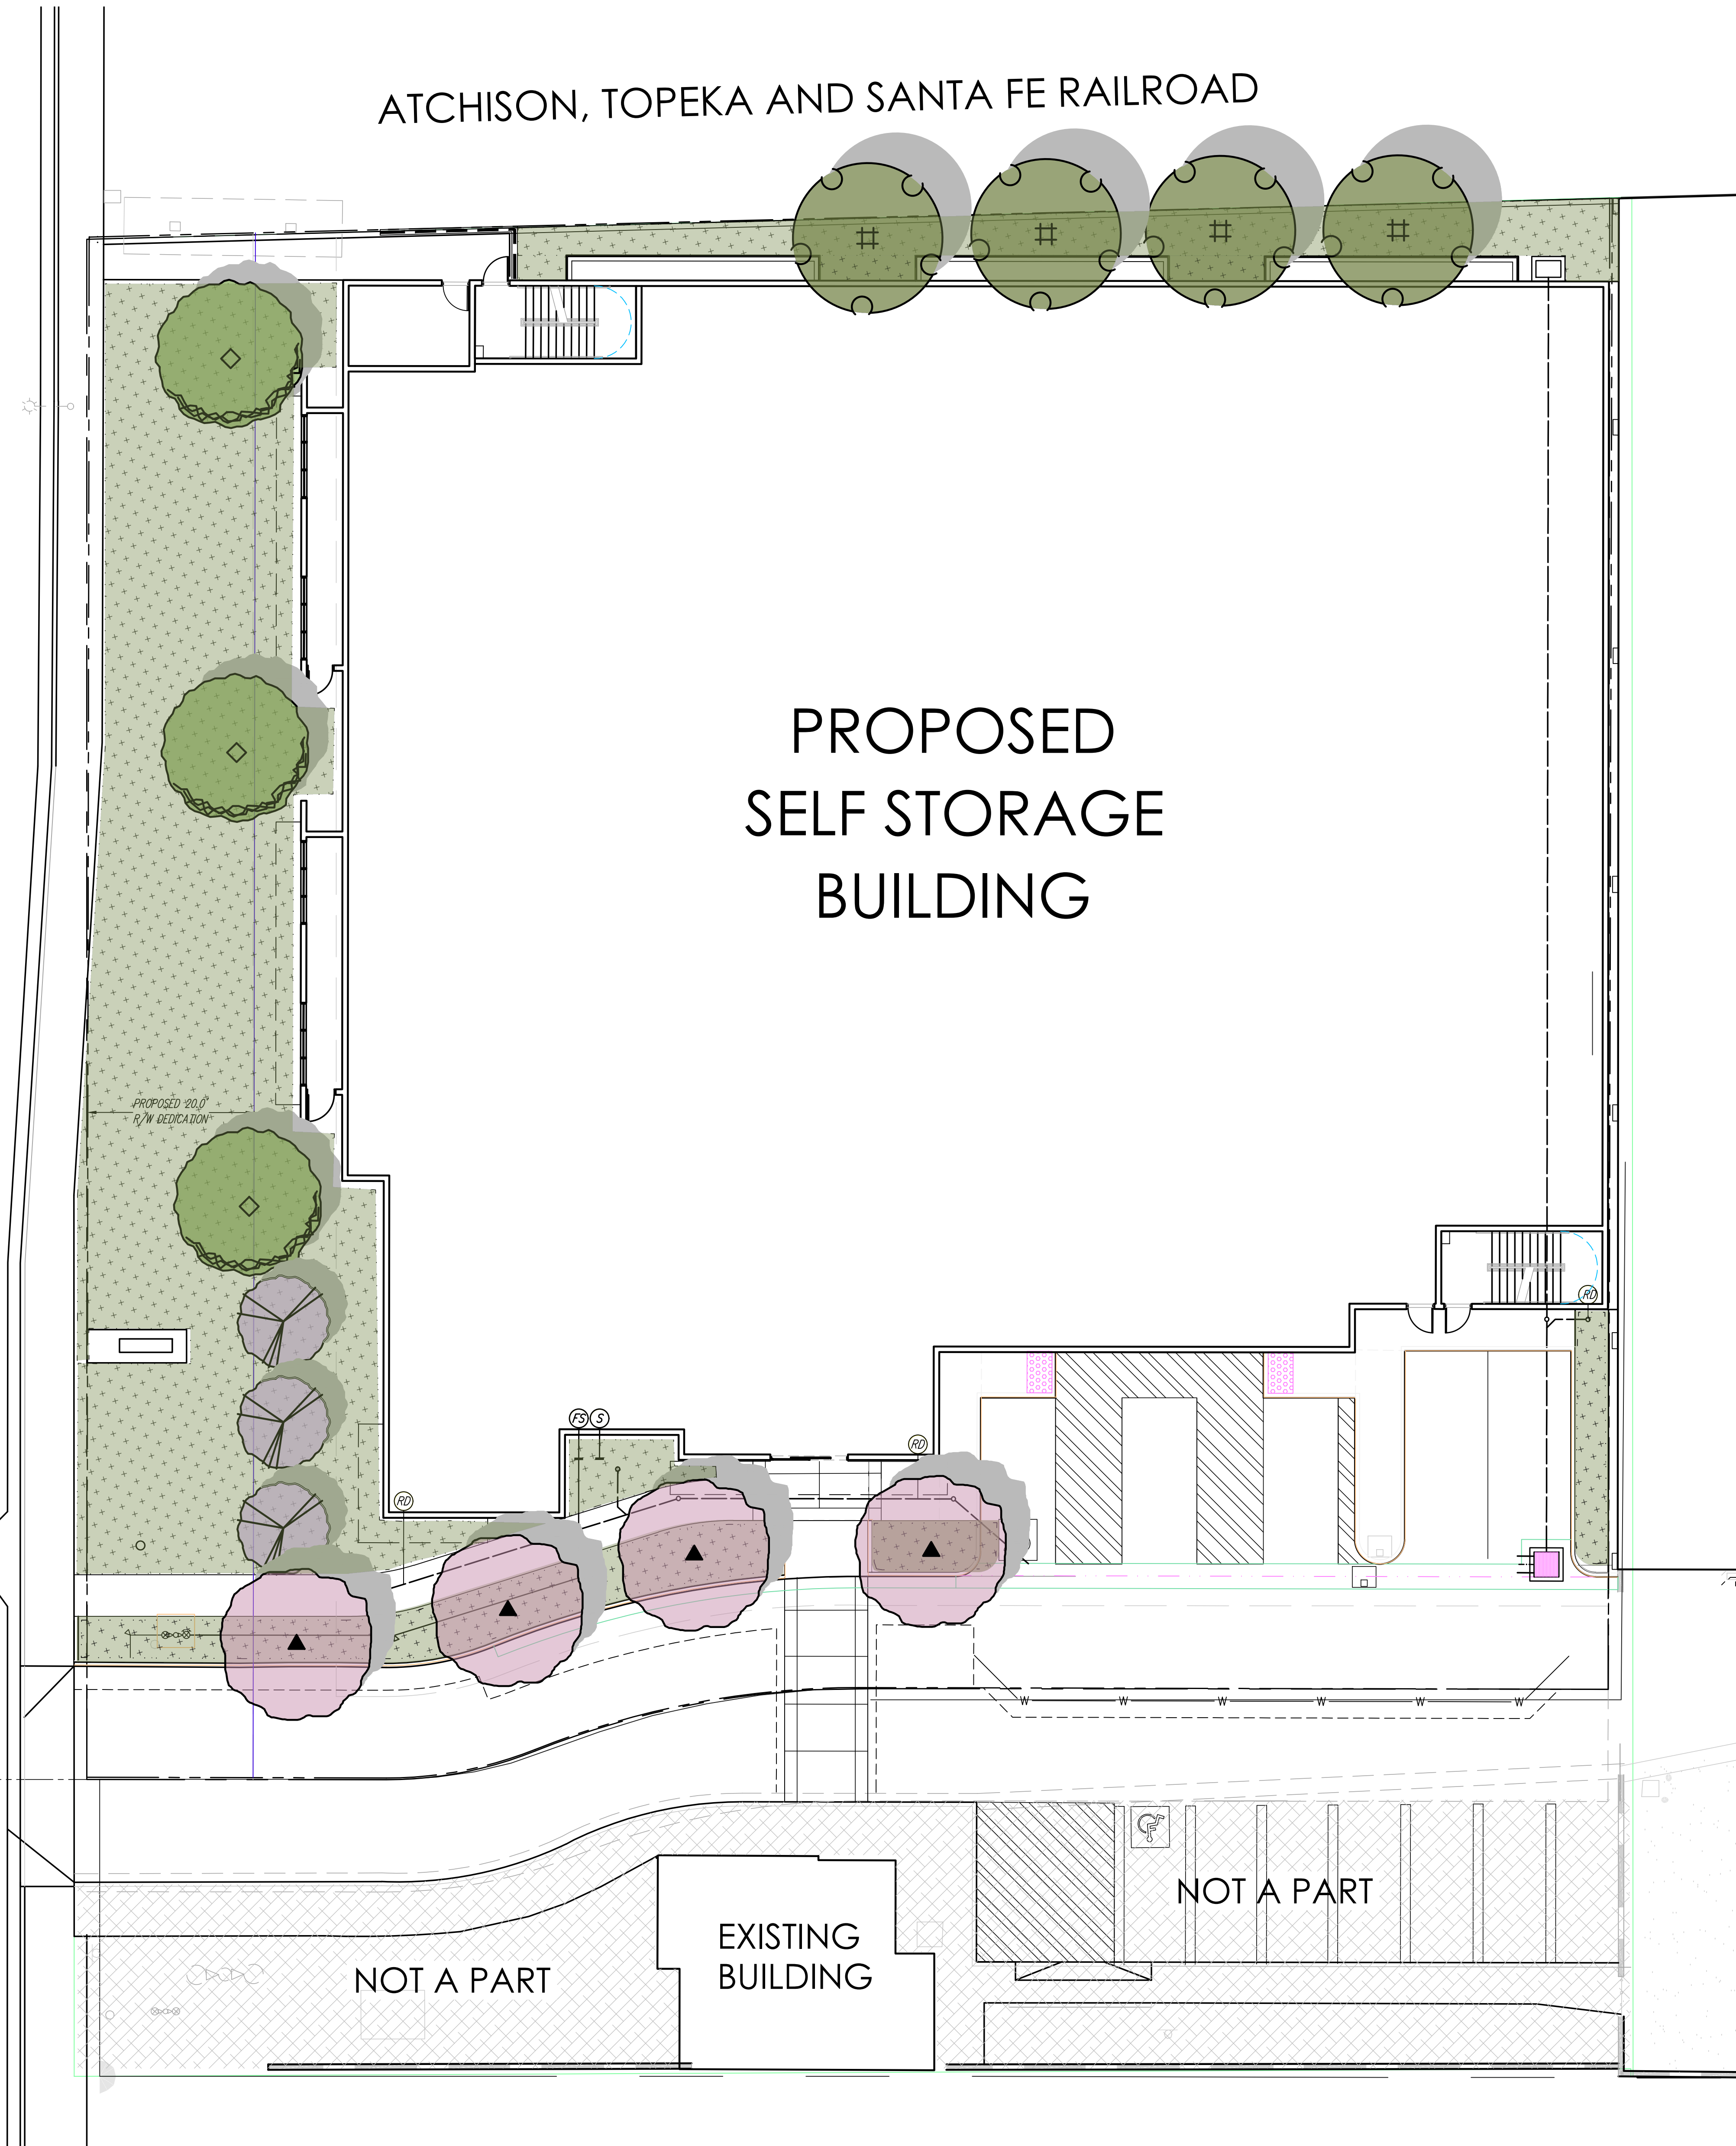 ATCHISON, TOPEKA AND SANTA FE RAILROAD
PROPOSED
SELF STORAGE
BUILDING
PROPOSED 20.0'
R/W DEDICATION
RD
FS S
RD
RD
W W W W W W
NOT A PART
EXISTING
BUILDING
NOT A PART